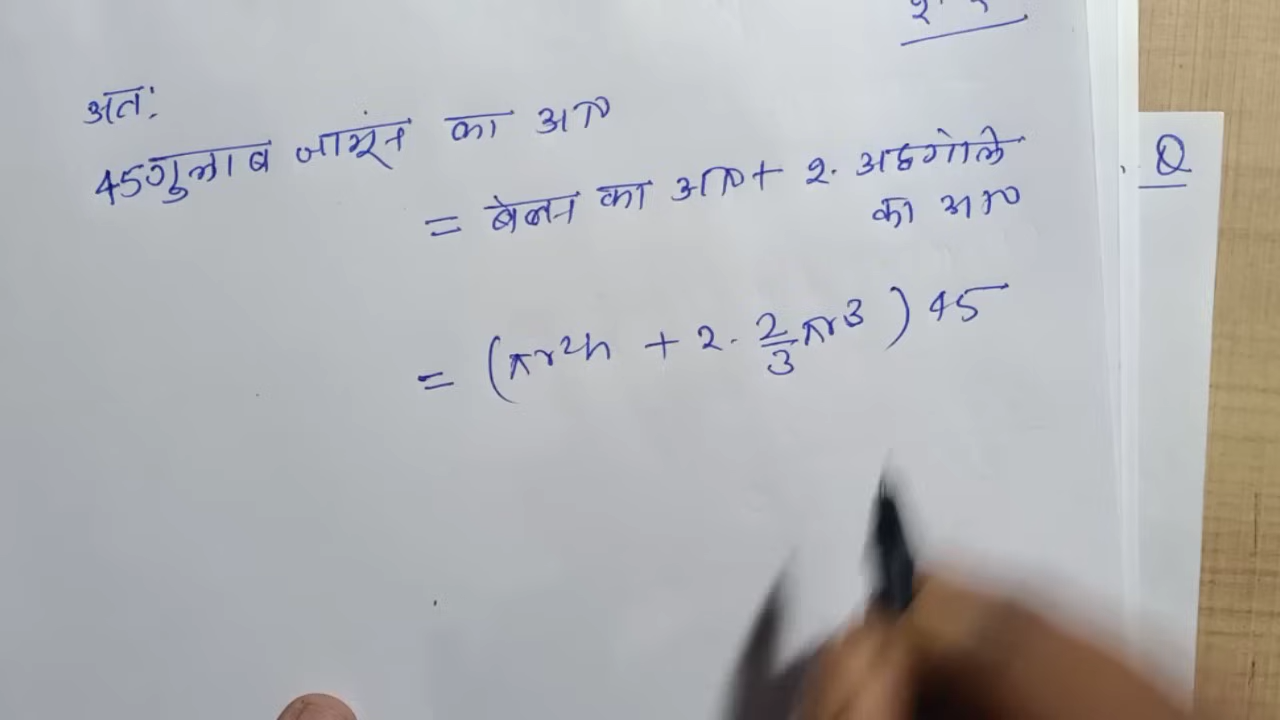 अतः
45 गुलाब जामून का आ०
= बेलन का आ० + 2. अर्द्धगोले
का आ०
= (πr²h + 2. 2/3 πr3) 45
Q